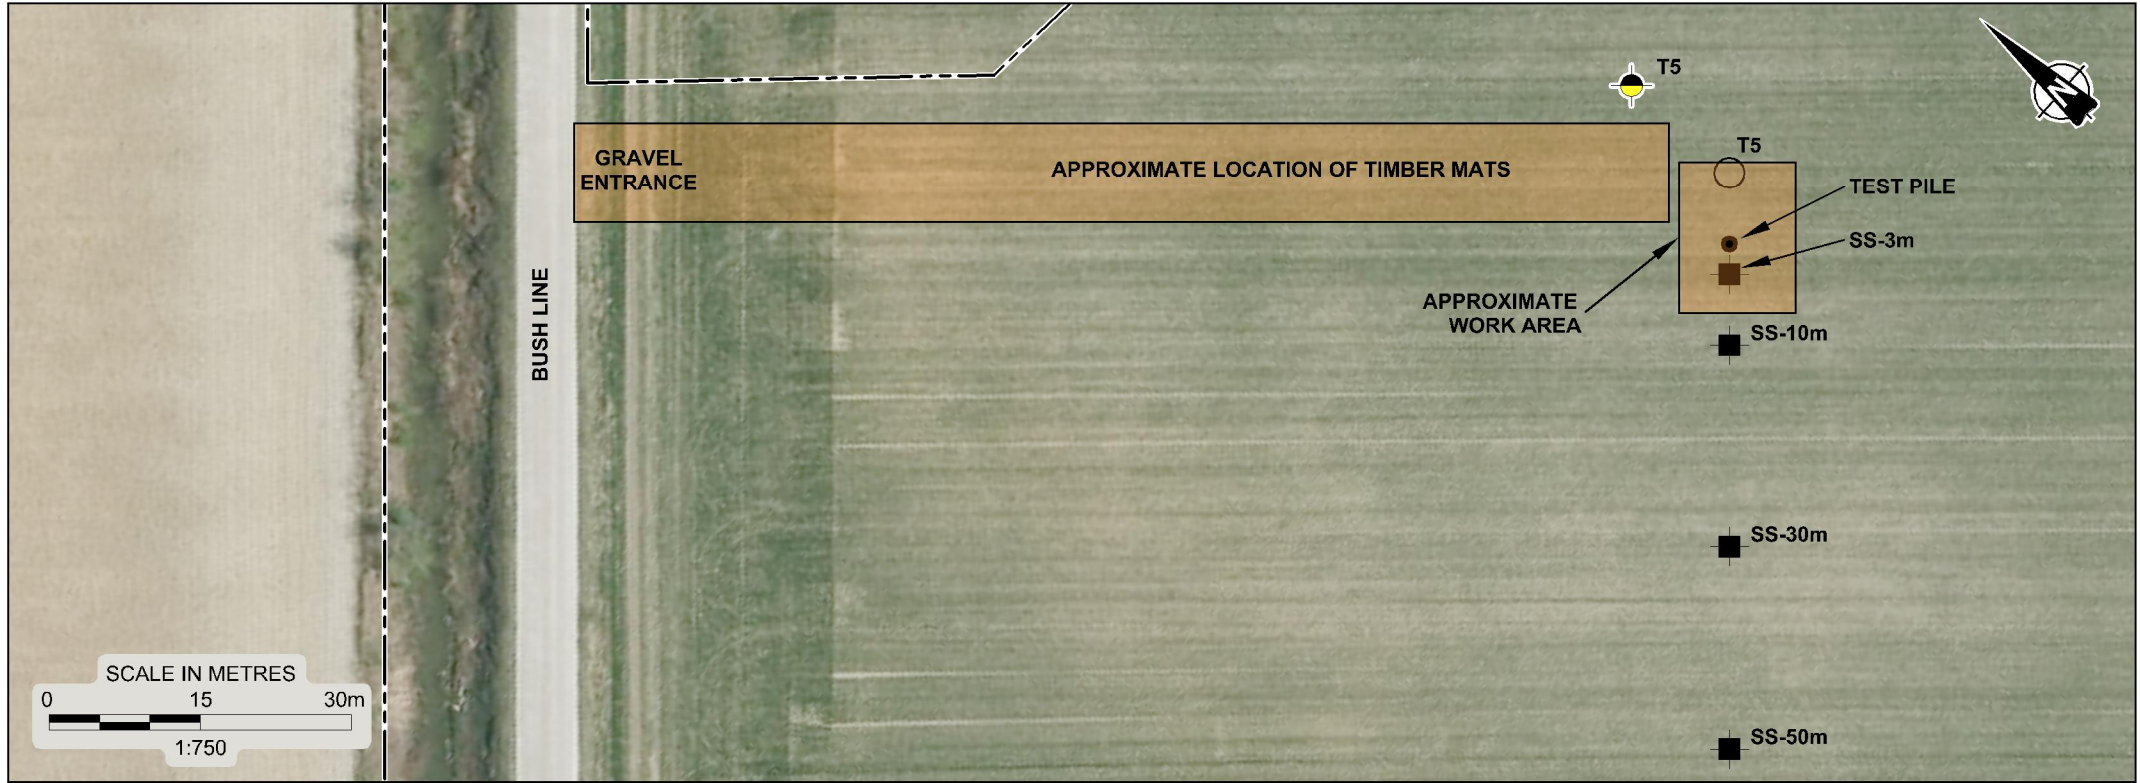 T5
N
GRAVEL
ENTRANCE
APPROXIMATE LOCATION OF TIMBER MATS
T5
TEST PILE
SS-3m
BUSH LINE
APPROXIMATE
WORK AREA
SS-10m
SS-30m
SS-50m
SCALE IN METRES
0 15 30m
1:750